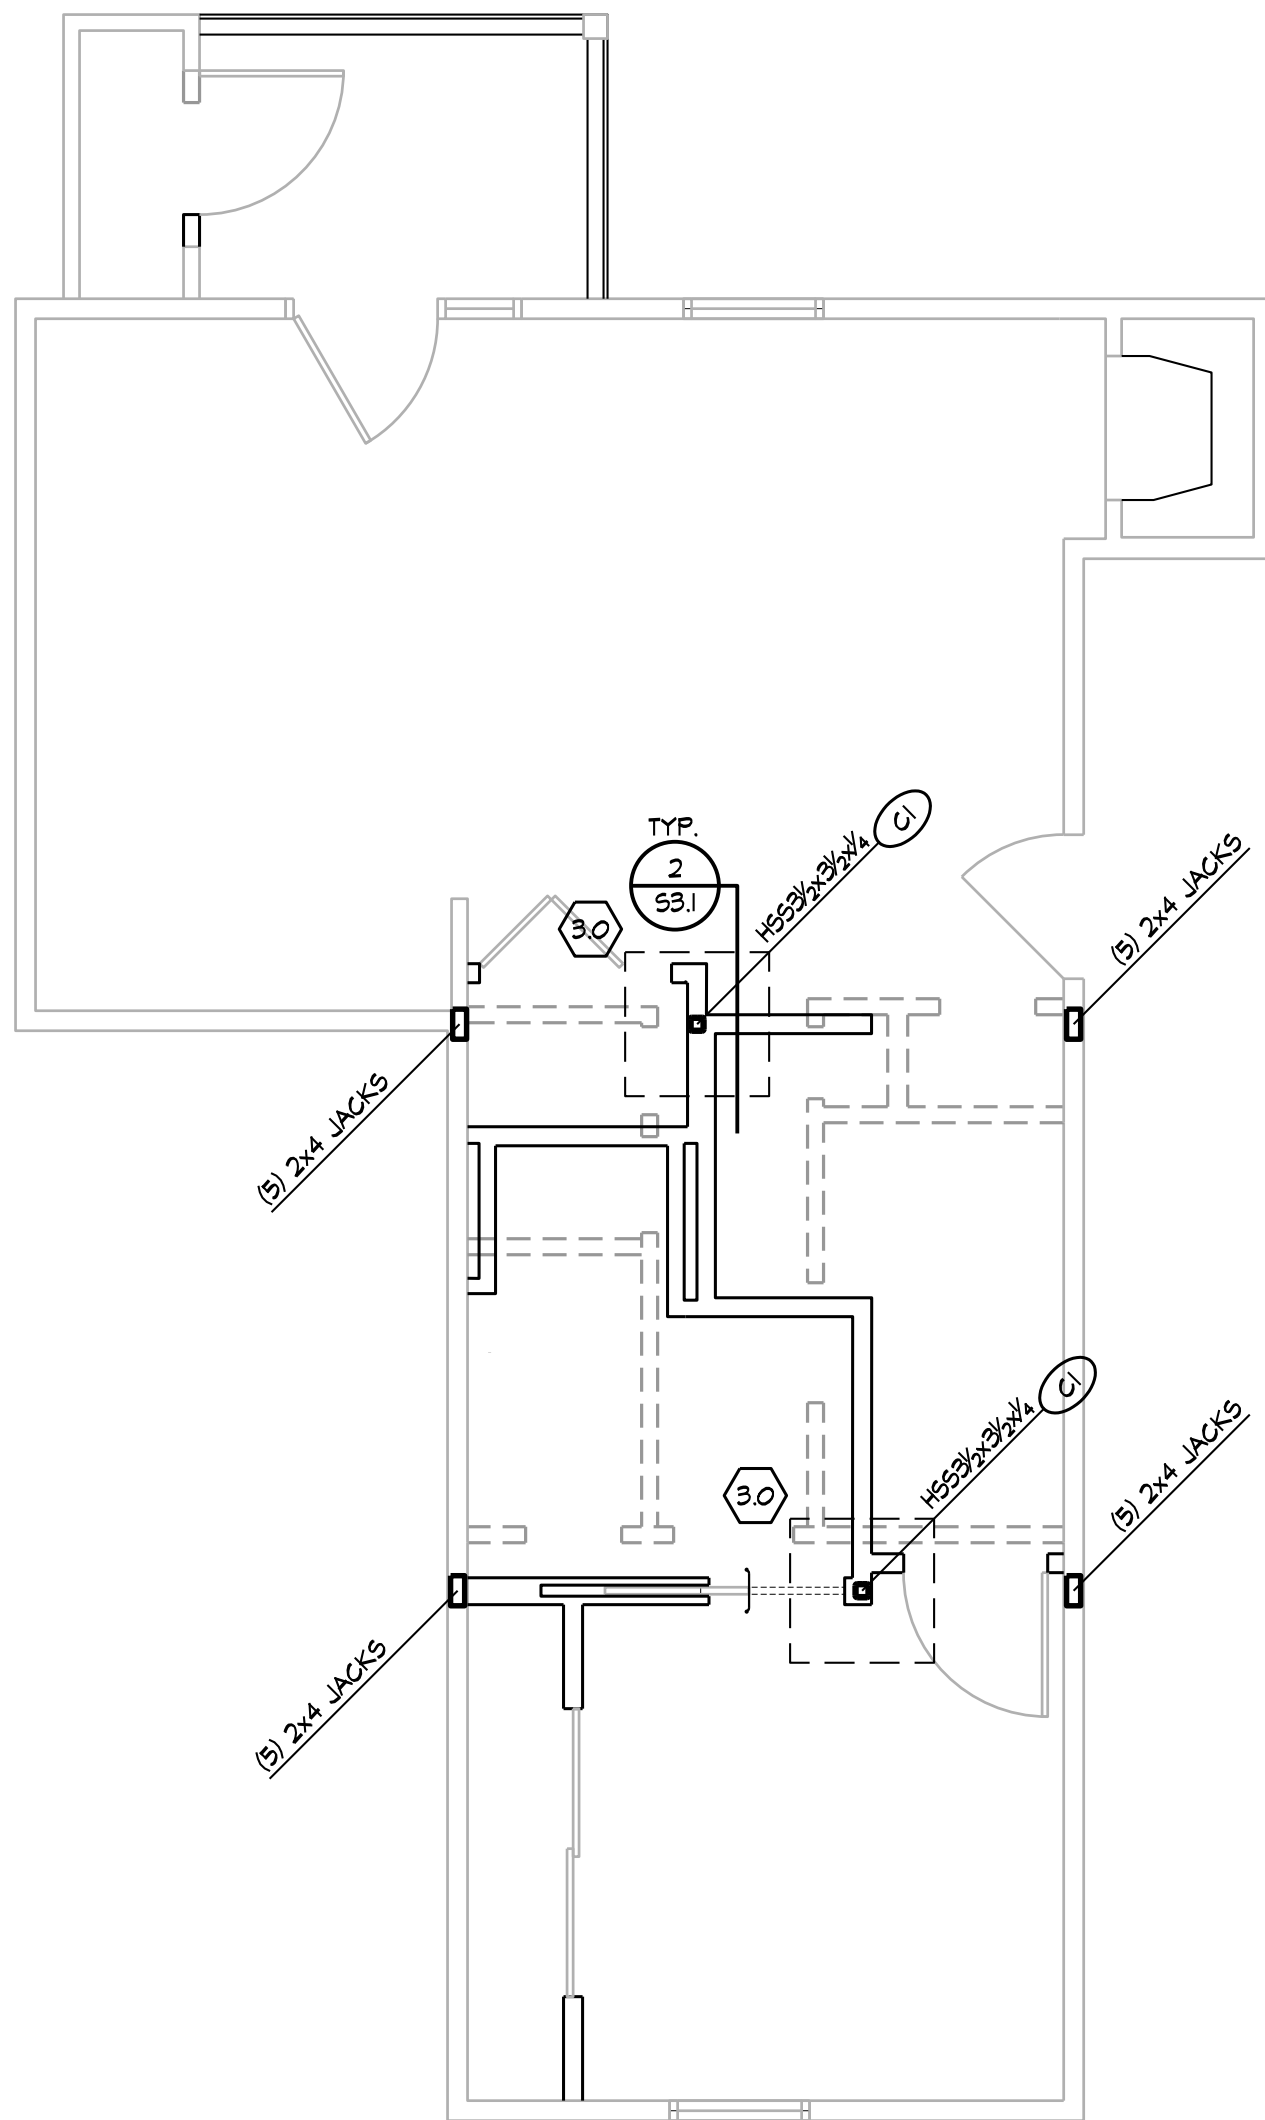 TYP.
2
S3.1
3.0
C1
HSS3½x3½x¼
(5) 2x4 JACKS
(5) 2x4 JACKS
C1
HSS3½x3½x¼
3.0
(5) 2x4 JACKS
(5) 2x4 JACKS